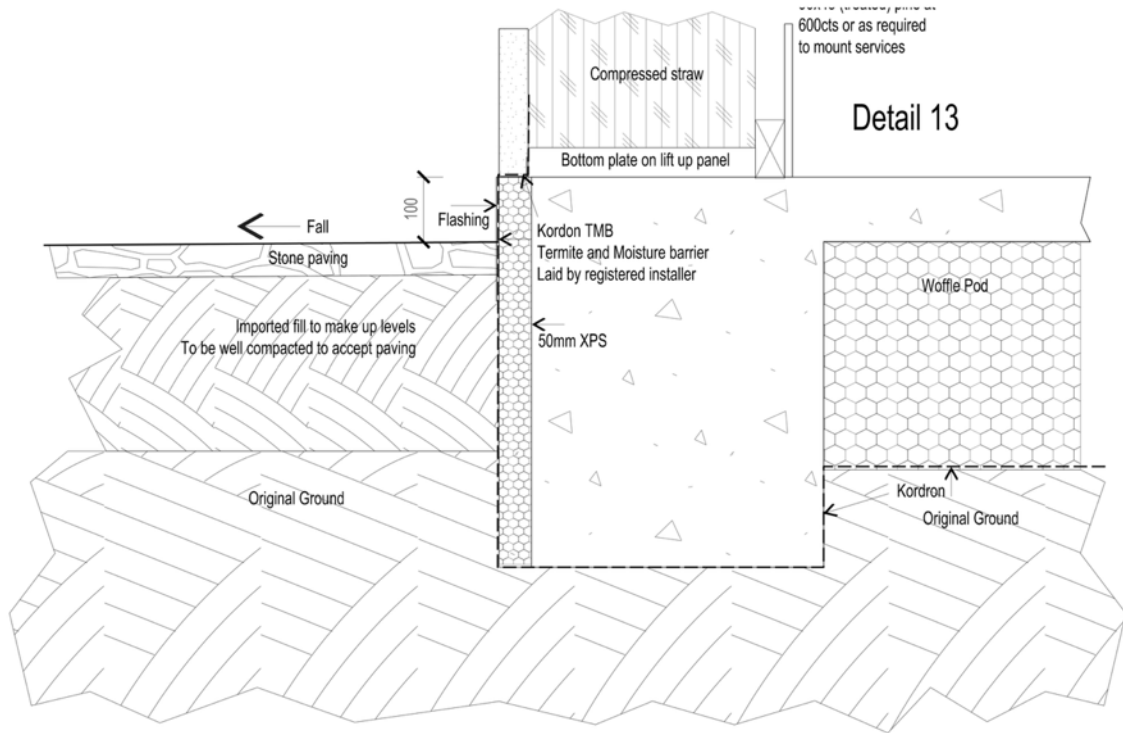 600cts or as required
to mount services
Compressed straw
Detail 13
Bottom plate on lift up panel
100
Flashing
Fall
Kordon TMB
Termite and Moisture barrier
Laid by registered installer
Stone paving
Woffle Pod
Imported fill to make up levels
To be well compacted to accept paving
50mm XPS
Original Ground
Kordron
Original Ground